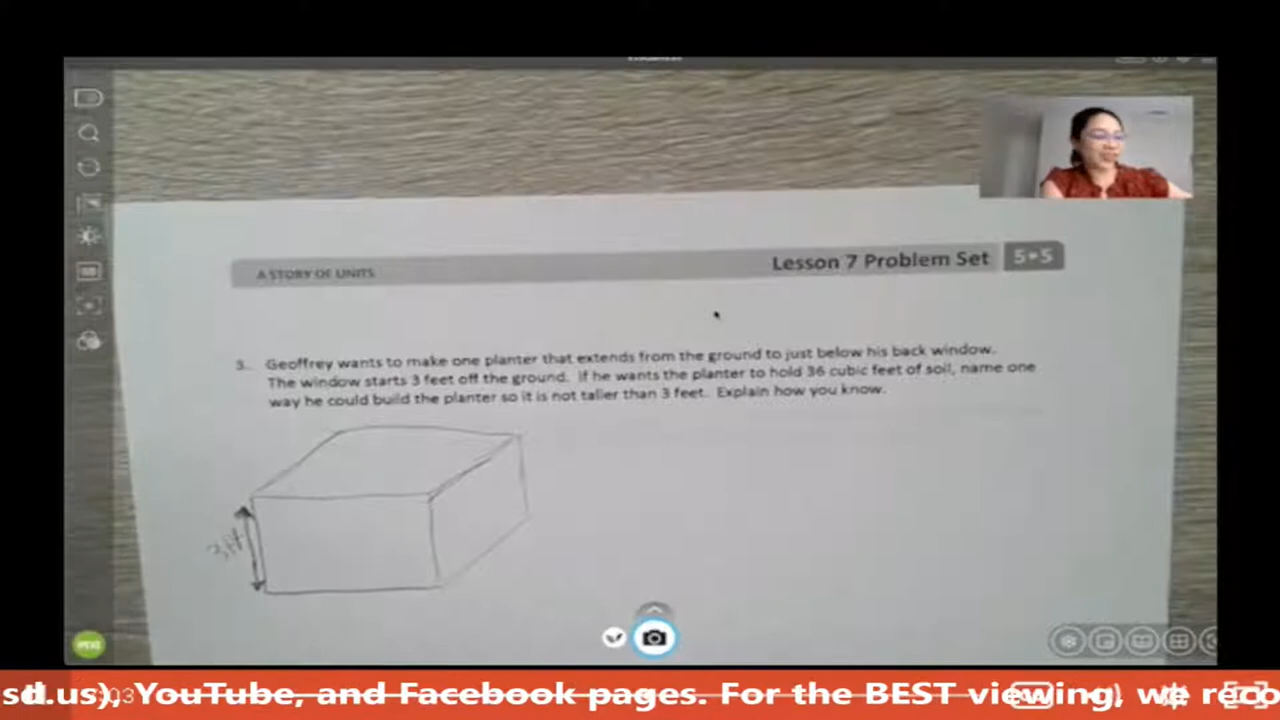 A STORY OF UNITS
Lesson 7 Problem Set 5•5
3. Geoffrey wants to make one planter that extends from the ground to just below his back window.
The window starts 3 feet off the ground. If he wants the planter to hold 36 cubic feet of soil, name one
way he could build the planter so it is not taller than 3 feet. Explain how you know.
3ft
sd.us), YouTube, and Facebook pages. For the BEST viewing, we reco